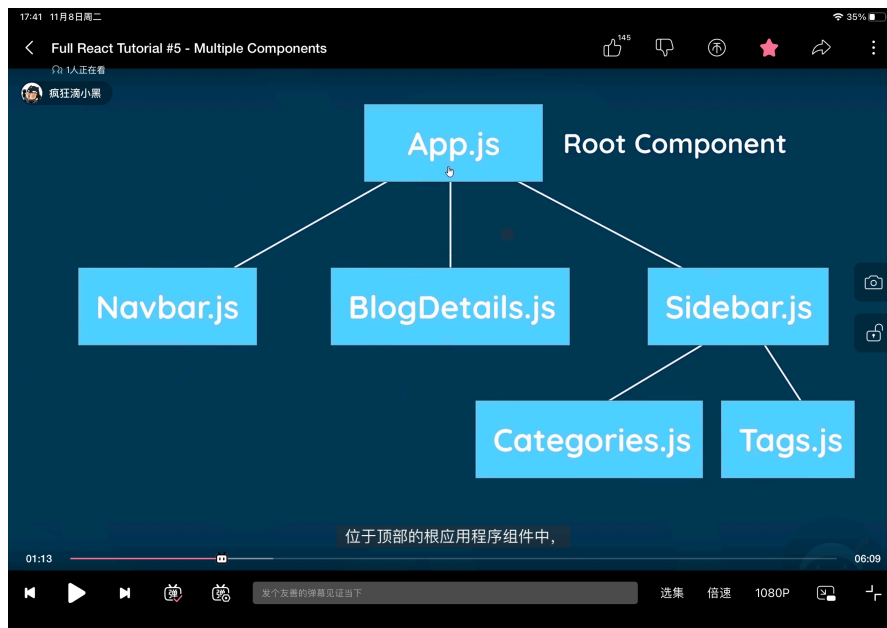 17:41 11月8日周二
35%
Full React Tutorial #5 - Multiple Components
145
1人正在看
疯狂滴小黑
App.js
Root Component
Navbar.js
BlogDetails.js
Sidebar.js
Categories.js
Tags.js
位于顶部的根应用程序组件中，
01:13
06:09
弹
弹
发个友善的弹幕见证当下
选集
倍速
1080P